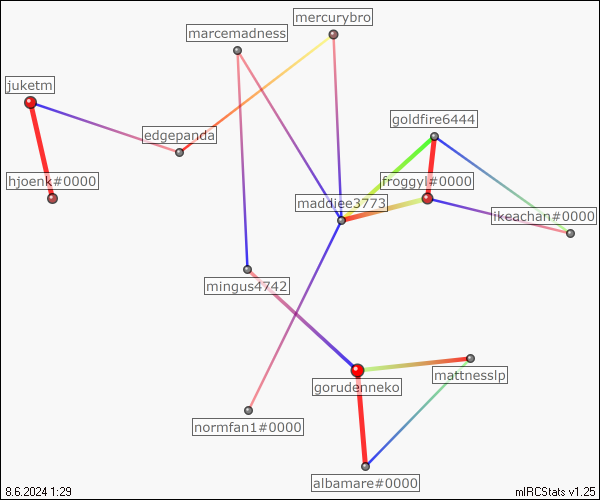 mercurybro
marcemadness
juketm
goldfire6444
edgepanda
hjoenk#0000
froggyl#0000
maddjee3773
ikeachan#0000
mingus4742
mattnesslp
gorudenneko
normfan1#0000
albamare#0000
8.6.2024 1:29
mIRCStats v1.25